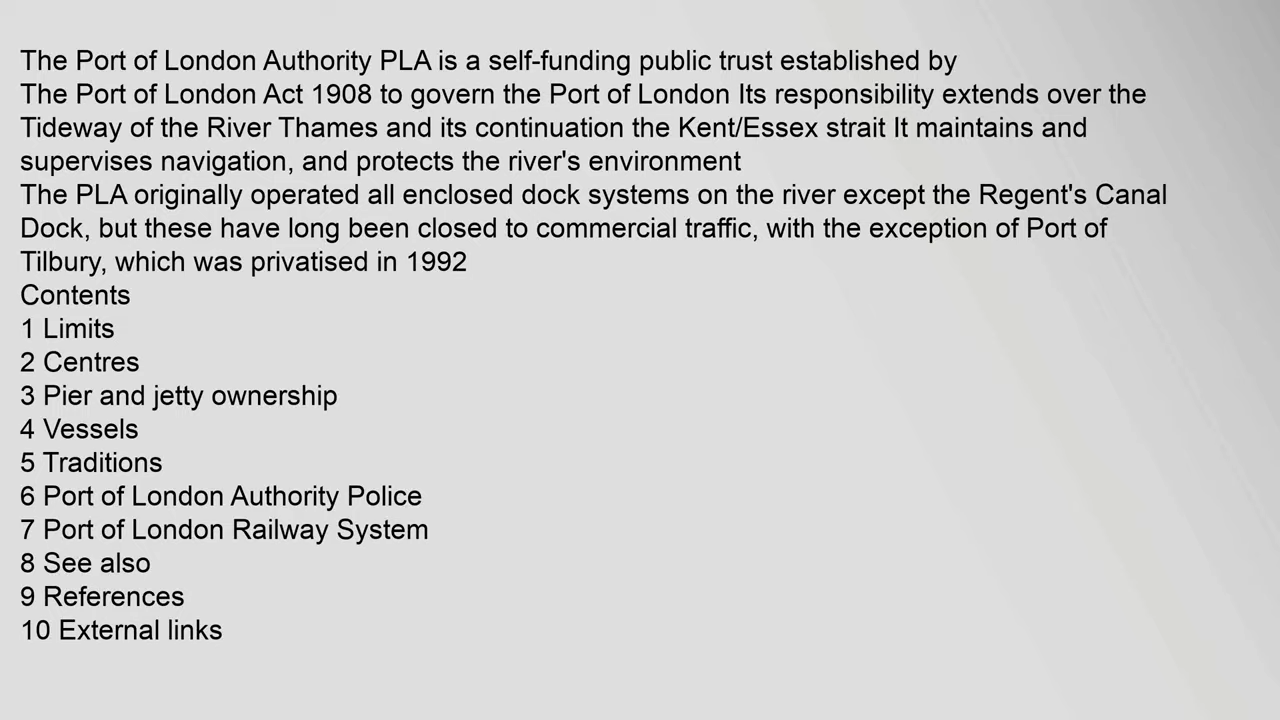 The Port of London Authority PLA is a self-funding public trust established by
The Port of London Act 1908 to govern the Port of London Its responsibility extends over the
Tideway of the River Thames and its continuation the Kent/Essex strait It maintains and
supervises navigation, and protects the river's environment
The PLA originally operated all enclosed dock systems on the river except the Regent's Canal
Dock, but these have long been closed to commercial traffic, with the exception of Port of
Tilbury, which was privatised in 1992
Contents
1 Limits
2 Centres
3 Pier and jetty ownership
4 Vessels
5 Traditions
6 Port of London Authority Police
7 Port of London Railway System
8 See also
9 References
10 External links